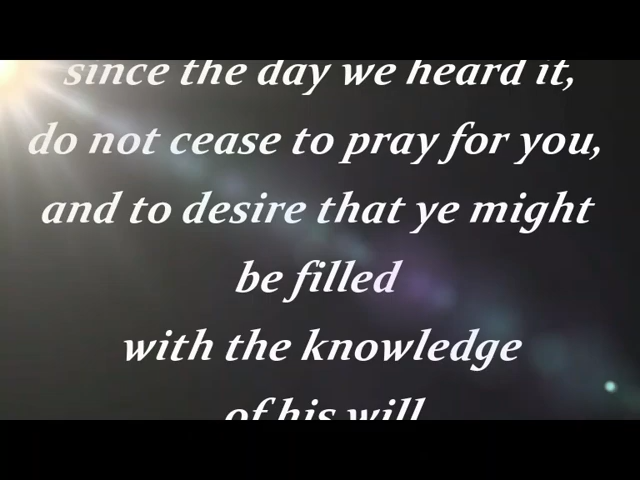 since the day we heard it,
do not cease to pray for you,
and to desire that ye might
be filled
with the knowledge
of his will